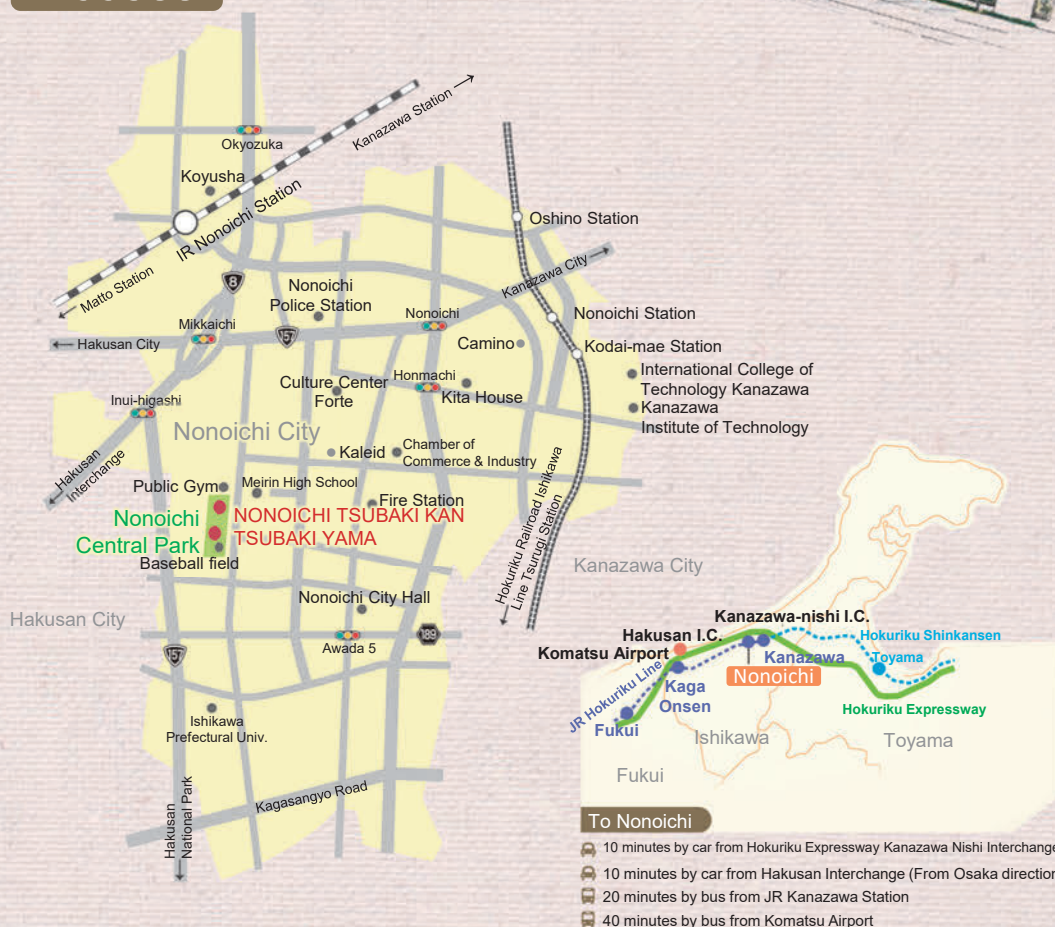 Okyozuka
Kanazawa Station
Koyusha
IR Nonoichi Station
Matto Station
Oshino Station
Kanazawa City
8
Nonoichi
Police Station
Nonoichi
Nonoichi Station
Mikkaichi
157
Hakusan City
Camino
Kodai-mae Station
International College of
Technology Kanazawa
Culture Center
Forte
Honmachi
Kita House
Kanazawa
Institute of Technology
Inui-higashi
Nonoichi City
Kaleid
Chamber of
Commerce & Industry
Hakusan
Interchange
Public Gym
Meirin High School
Fire Station
Nonoichi
Central Park
NONOICHI TSUBAKI KAN
TSUBAKI YAMA
Baseball field
Hokuriku Railroad Ishikawa
Line Tsurugi Station
Kanazawa City
Nonoichi City Hall
Hakusan City
189
Awada 5
157
Ishikawa
Prefectural Univ.
Kagasangyo Road
Hakusan
National Park
Kanazawa-nishi I.C.
Hakusan I.C.
Hokuriku Shinkansen
Komatsu Airport
Kanazawa
Toyama
Nonoichi
JR Hokuriku Line
Kaga
Onsen
Hokuriku Expressway
Fukui
Ishikawa
Toyama
Fukui
To Nonoichi
10 minutes by car from Hokuriku Expressway Kanazawa Nishi Interchange
10 minutes by car from Hakusan Interchange (From Osaka direction
20 minutes by bus from JR Kanazawa Station
40 minutes by bus from Komatsu Airport